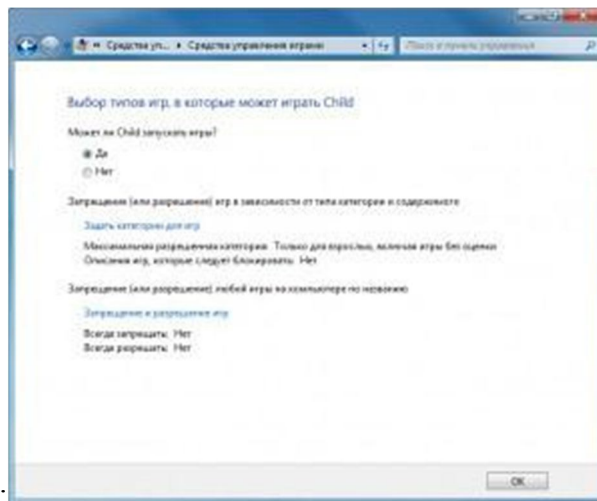 « Средства уп... ▸ Средства управления играми
Поиск в панели управления
Выбор типов игр, в которые может играть Child
Может ли Child запускать игры?
Да
Нет
Запрещение (или разрешение) игр в зависимости от типа категории и содержимого
Задать категории для игр
Максимальная разрешенная категория: Только для взрослых, включая игры без оценки
Описания игр, которые следует блокировать: Нет
Запрещение (или разрешение) любой игры на компьютере по названию
Запрещение и разрешение игр
Всегда запрещать: Нет
Всегда разрешать: Нет
OK